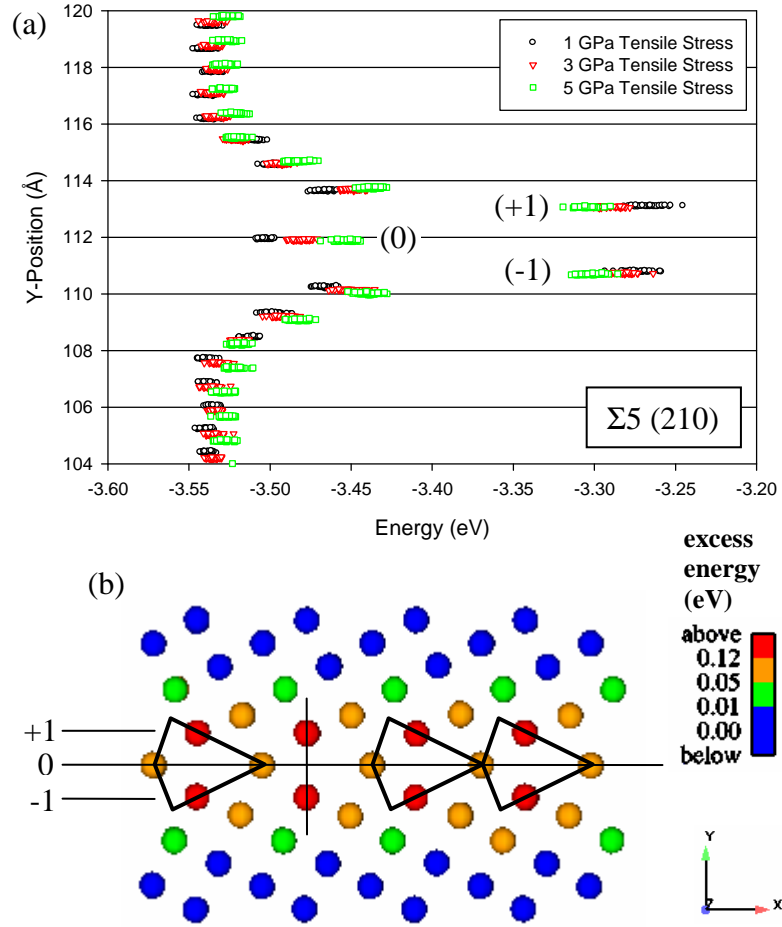 (a)
120
118
116
114
112
110
108
106
104
Y-Position (Å)
1 GPa Tensile Stress
3 GPa Tensile Stress
5 GPa Tensile Stress
(+1)
(0)
(-1)
Σ5 (210)
-3.60 -3.55 -3.50 -3.45 -3.40 -3.35 -3.30 -3.25 -3.20
Energy (eV)
(b)
excess
energy
(eV)
above
0.12
0.05
0.01
0.00
below
+1
0
-1
Y
Z
X